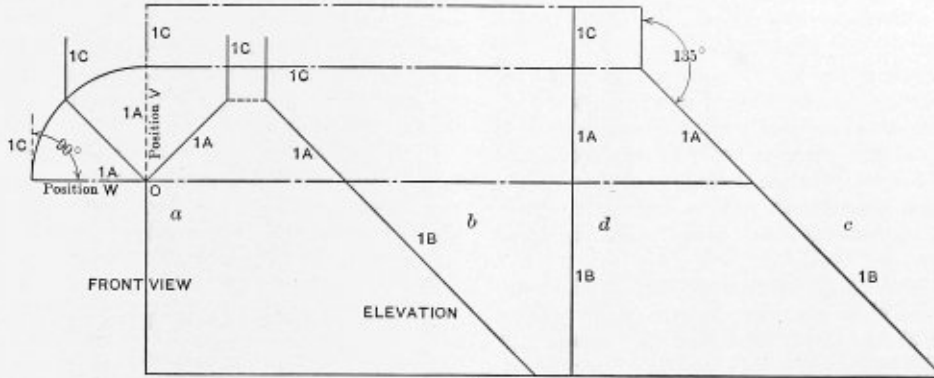 1C
1C
1C
1C
1C
135°
1A
Position V
1A
1A
1A
1A
1C
90°
1A
Position W
O
a
b
d
c
1B
1B
1B
FRONT VIEW
ELEVATION